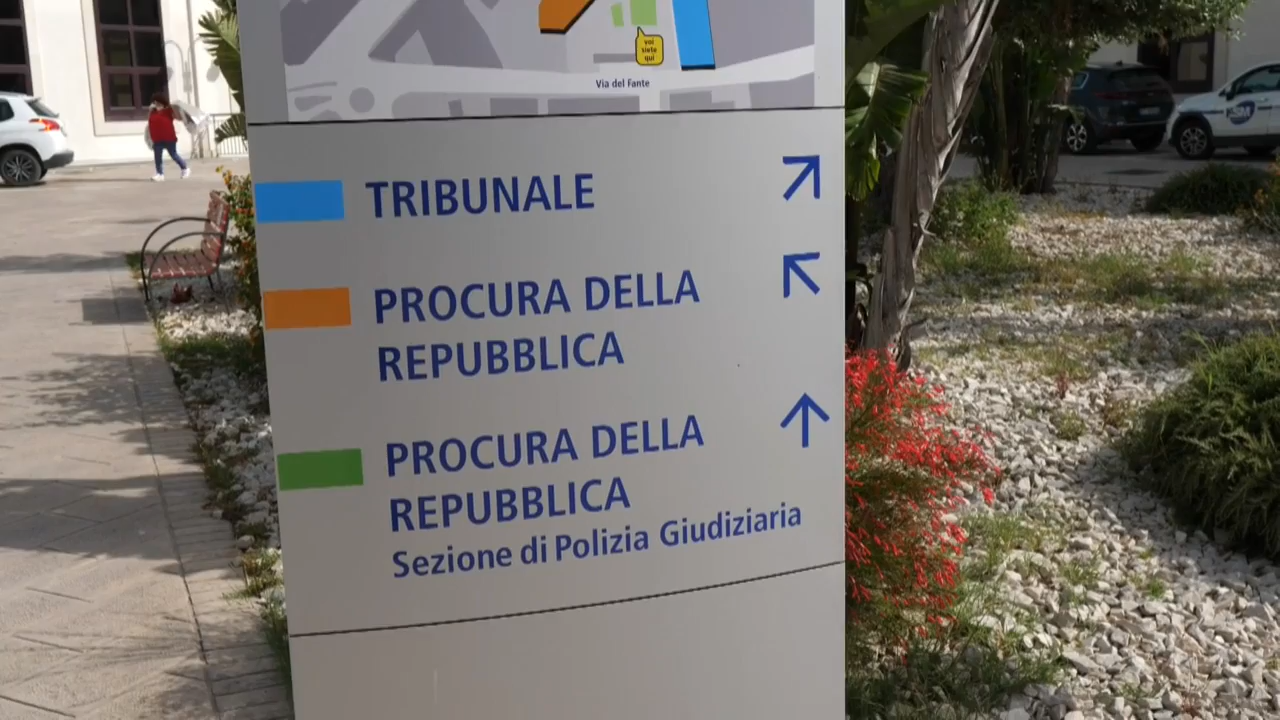 voi
siete
qui
Via del Fante
TRIBUNALE
PROCURA DELLA
REPUBBLICA
PROCURA DELLA
REPUBBLICA
Sezione di Polizia Giudiziaria